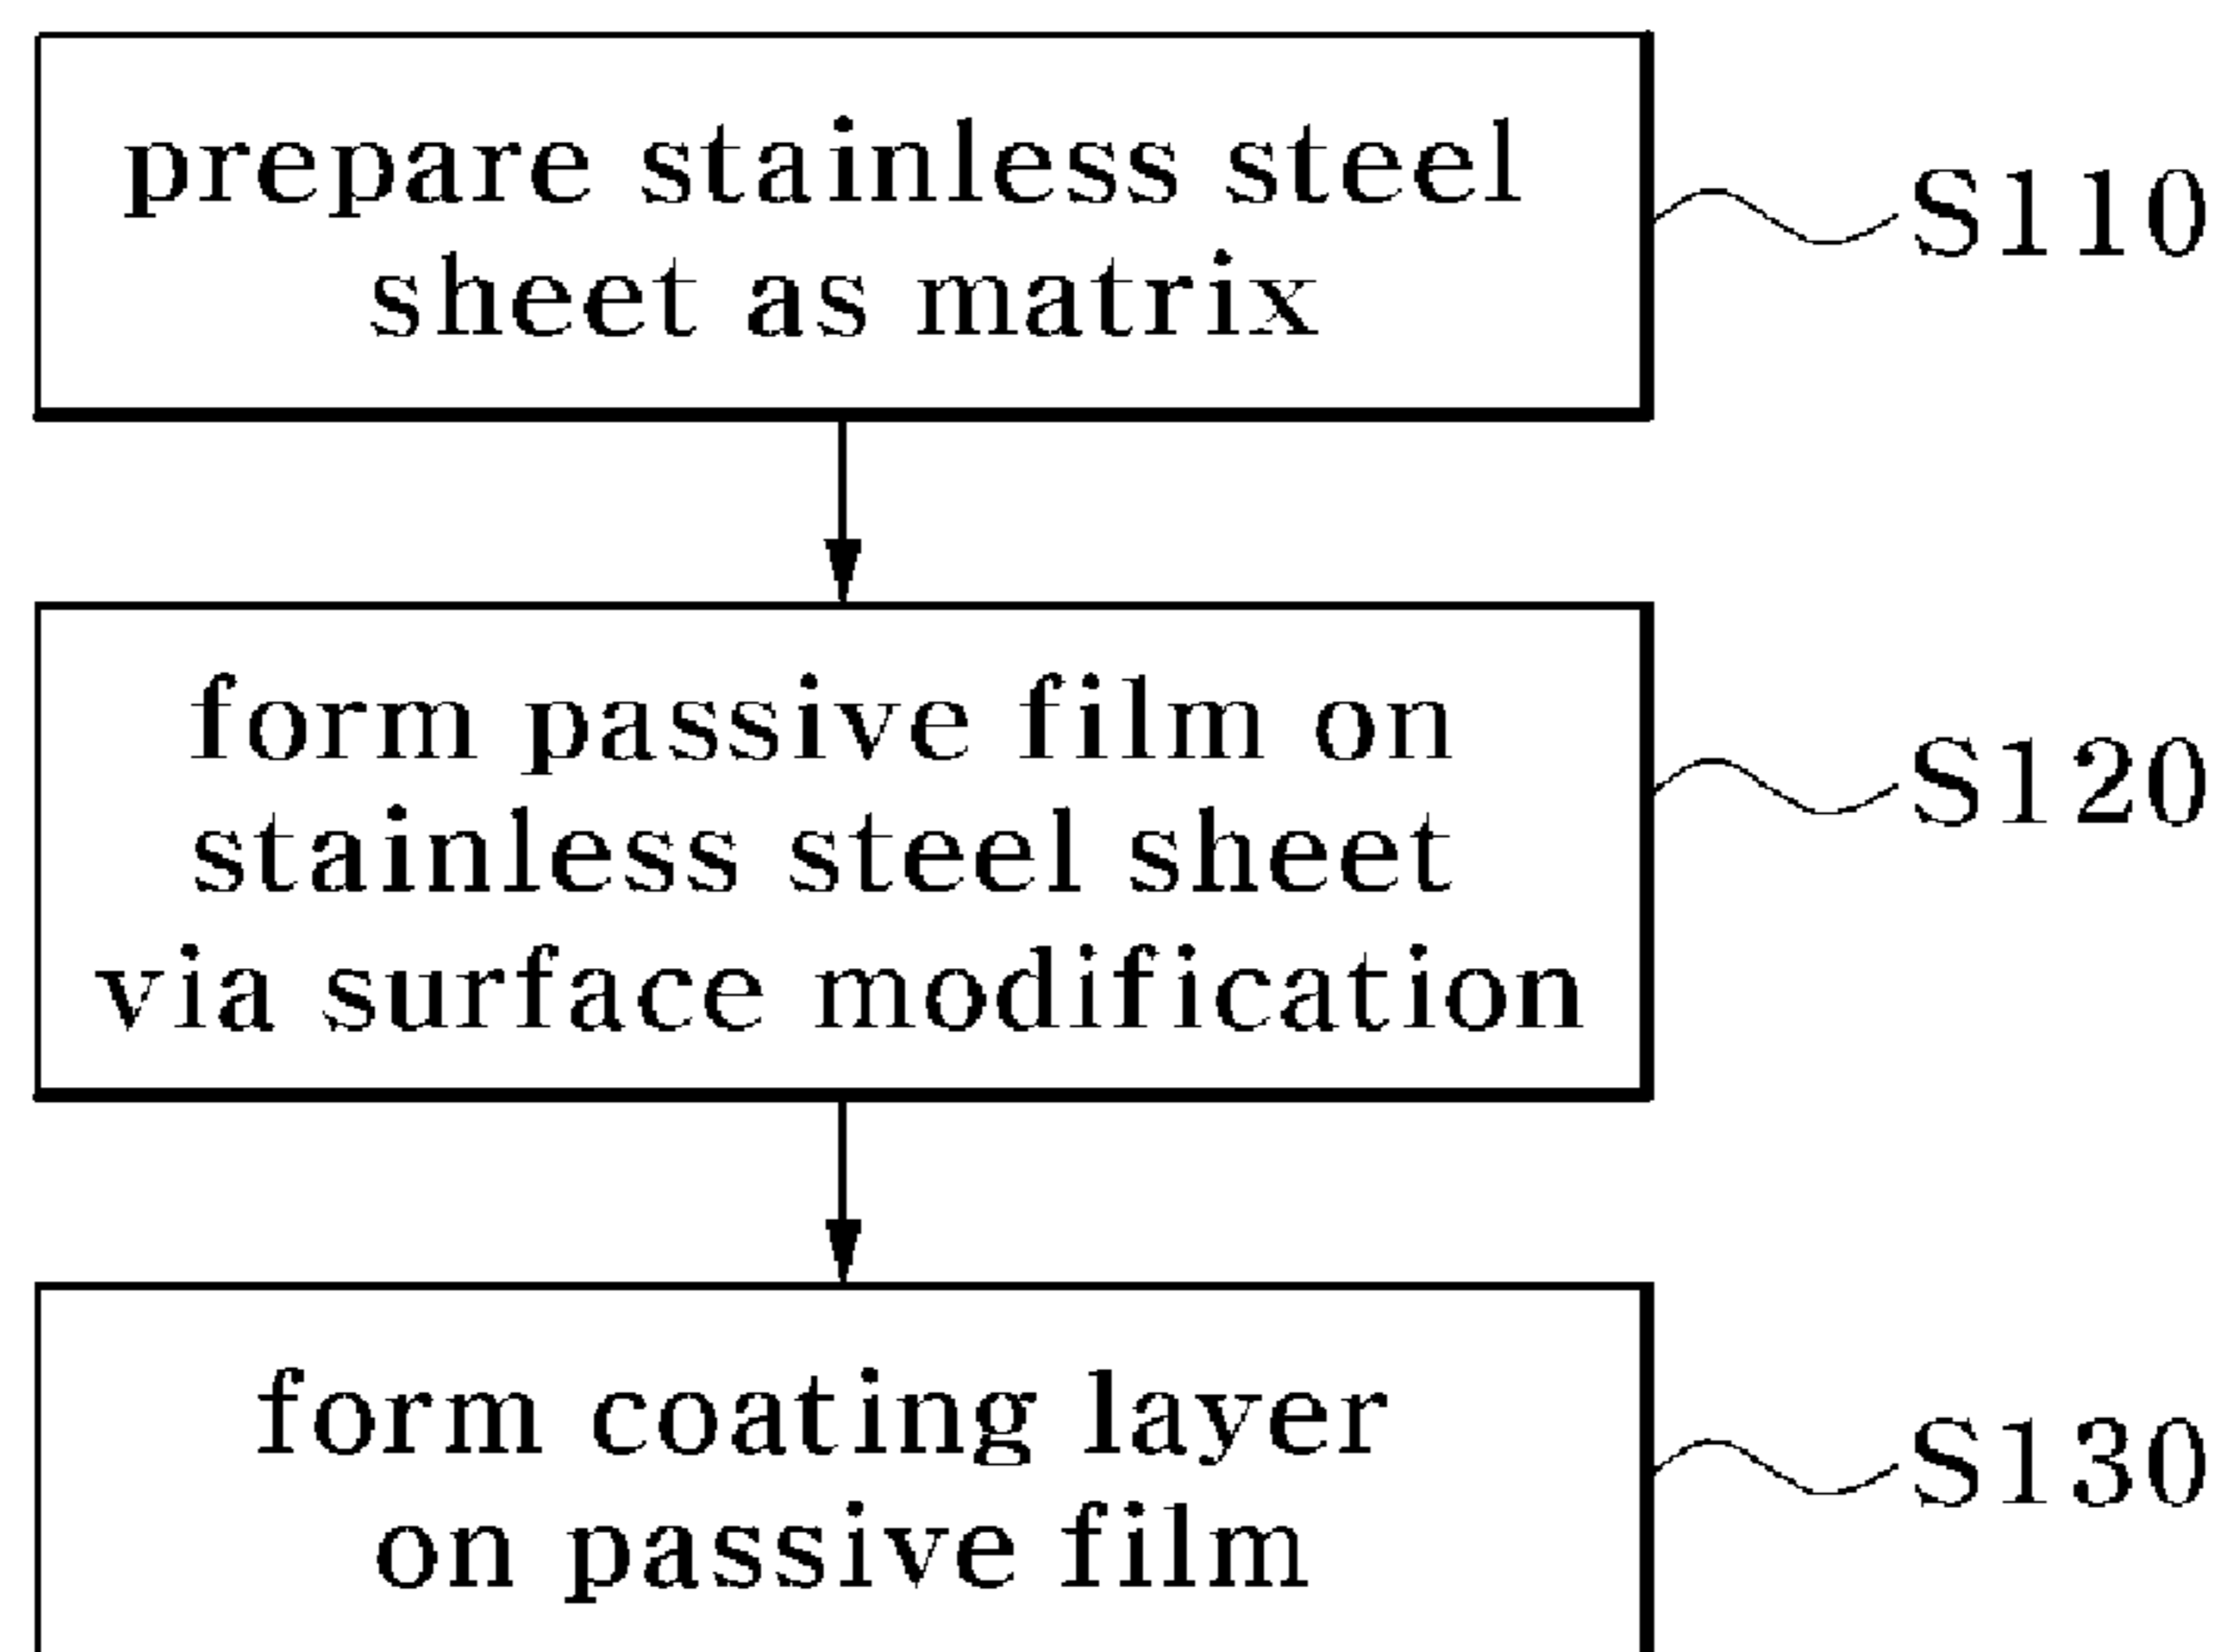 prepare stainless steel
sheet as matrix
S110
form passive film on
stainless steel sheet
via surface modification
S120
form coating layer
on passive film
S130